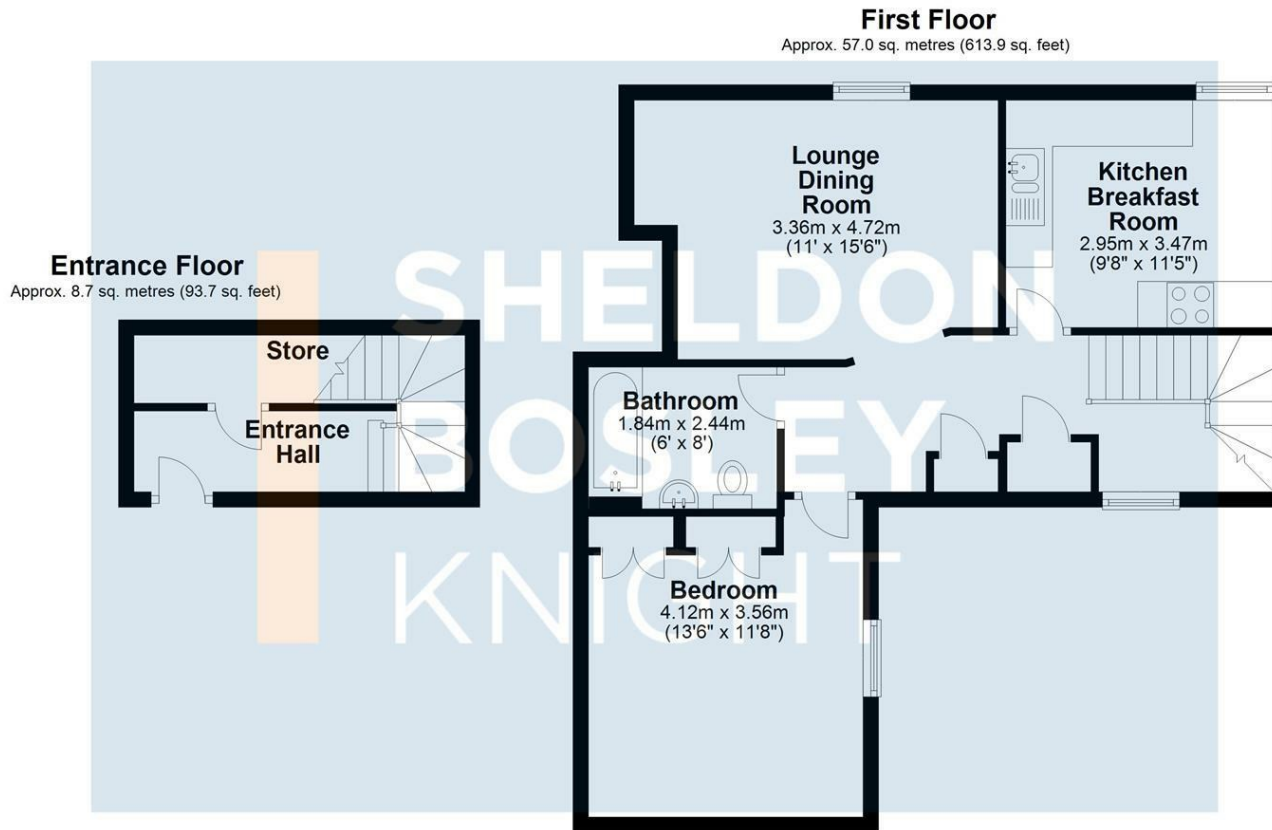 First Floor
Approx. 57.0 sq. metres (613.9 sq. feet)
Lounge
Dining
Room
3.36m x 4.72m
(11' x 15'6")
Kitchen
Breakfast
Room
2.95m x 3.47m
(9'8" x 11'5")
Entrance Floor
Approx. 8.7 sq. metres (93.7 sq. feet)
Store
Entrance
Hall
Bathroom
1.84m x 2.44m
(6' x 8')
Bedroom
4.12m x 3.56m
(13'6" x 11'8")
SHELDON
BOSLEY
KNIGHT